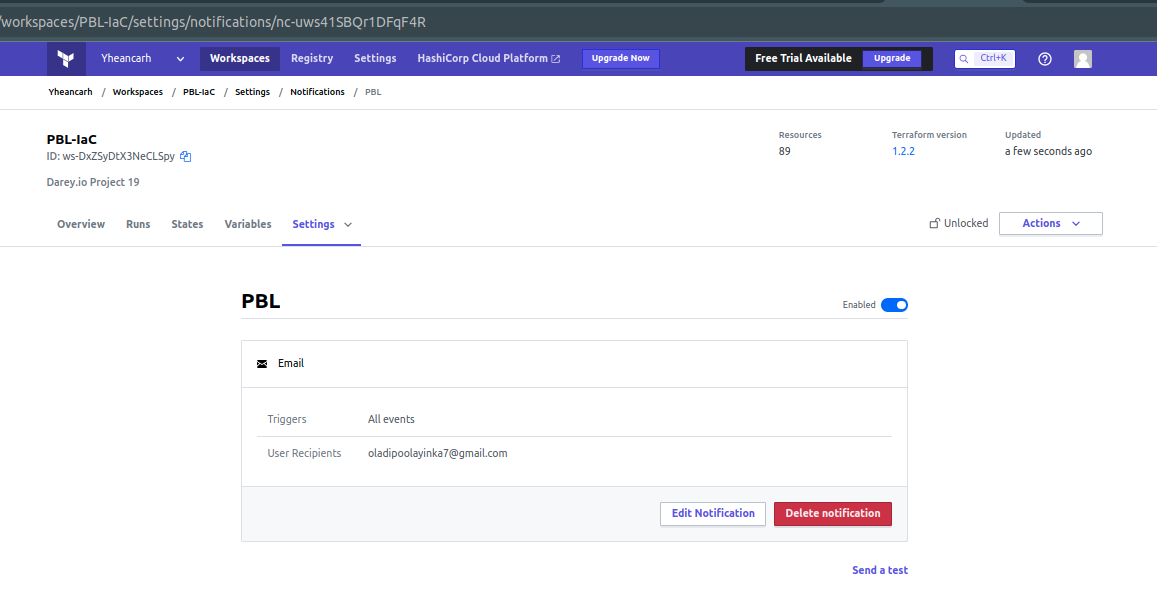 /workspaces/PBL-IaC/settings/notifications/nc-uws41SBQr1DFqF4R
Yheancarh Workspaces Registry Settings HashiCorp Cloud Platform Upgrade Now Free Trial Available Upgrade Ctrl+K
Yheancarh / Workspaces / PBL-IaC / Settings / Notifications / PBL
PBL-IaC
ID: ws-DxZSyDtX3NeCLSpy
Darey.io Project 19
Resources
89
Terraform version
1.2.2
Updated
a few seconds ago
Overview Runs States Variables Settings Unlocked Actions
PBL
Enabled
Email
Triggers All events
User Recipients oladipoolayinka7@gmail.com
Edit Notification Delete notification
Send a test